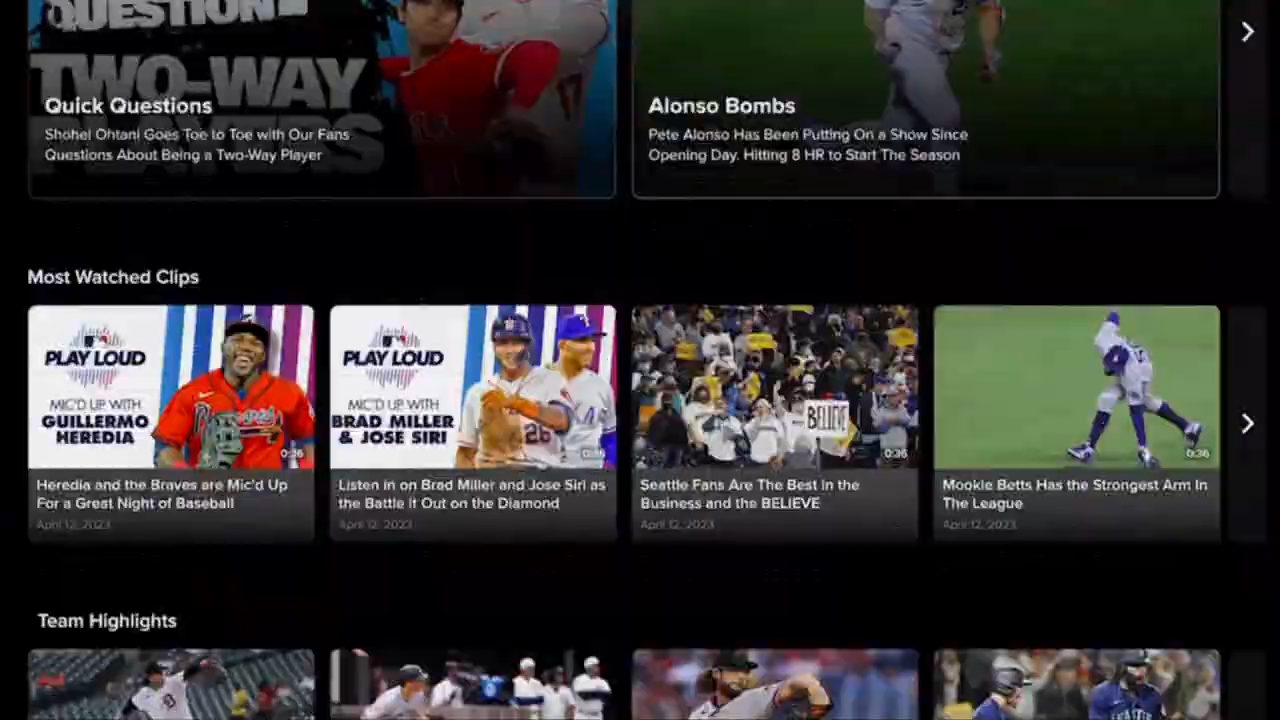 QUESTION
TWO-WAY
PLAYERS
Quick Questions
Shohei Ohtani Goes Toe to Toe with Our Fans
Questions About Being a Two-Way Player
Alonso Bombs
Pete Alonso Has Been Putting On a Show Since
Opening Day. Hitting 8 HR to Start The Season
Most Watched Clips
PLAY LOUD
MIC'D UP WITH
GUILLERMO
HEREDIA
Braves
0:36
Heredia and the Braves are Mic'd Up
For a Great Night of Baseball
April 12, 2023
PLAY LOUD
MIC'D UP WITH
BRAD MILLER
& JOSE SIRI
26
0:36
Listen in on Brad Miller and Jose Siri as
the Battle It Out on the Diamond
April 12, 2023
BELIEVE
0:36
Seattle Fans Are The Best In the
Business and the BELIEVE
April 12, 2023
0:36
Mookie Betts Has the Strongest Arm In
The League
April 12, 2023
Team Highlights